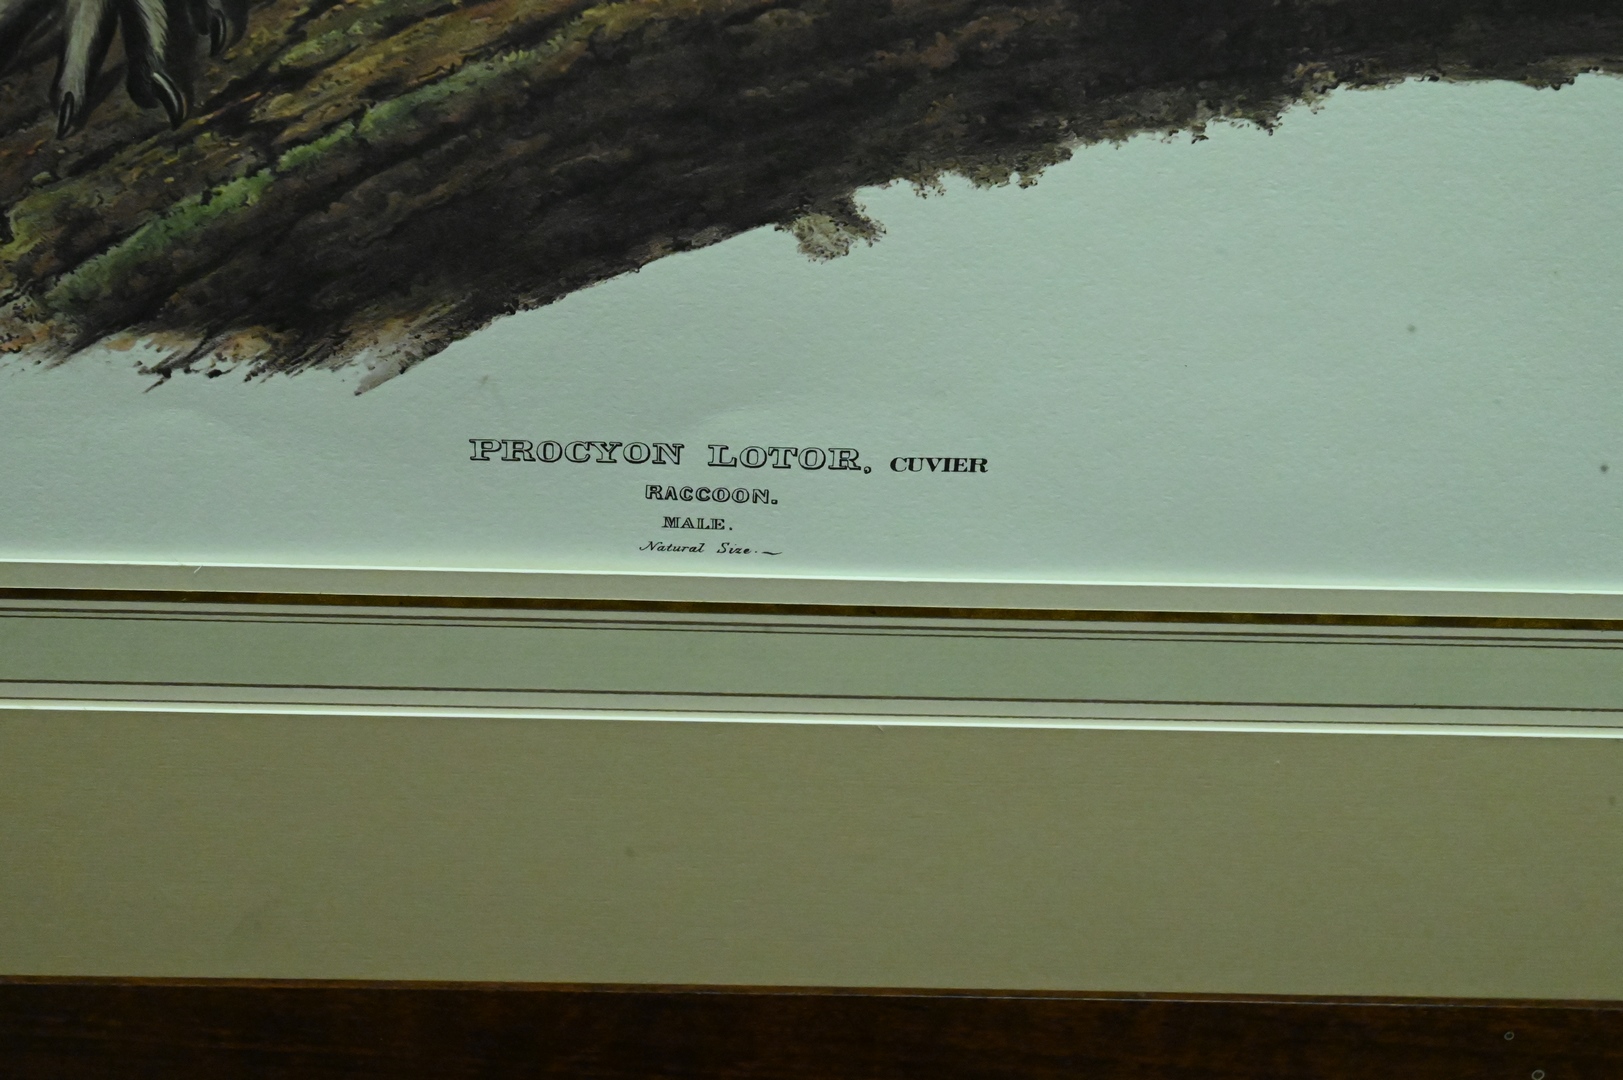 PROCYON LOTOR, CUVIER
RACCOON.
MALE.
Natural Size.